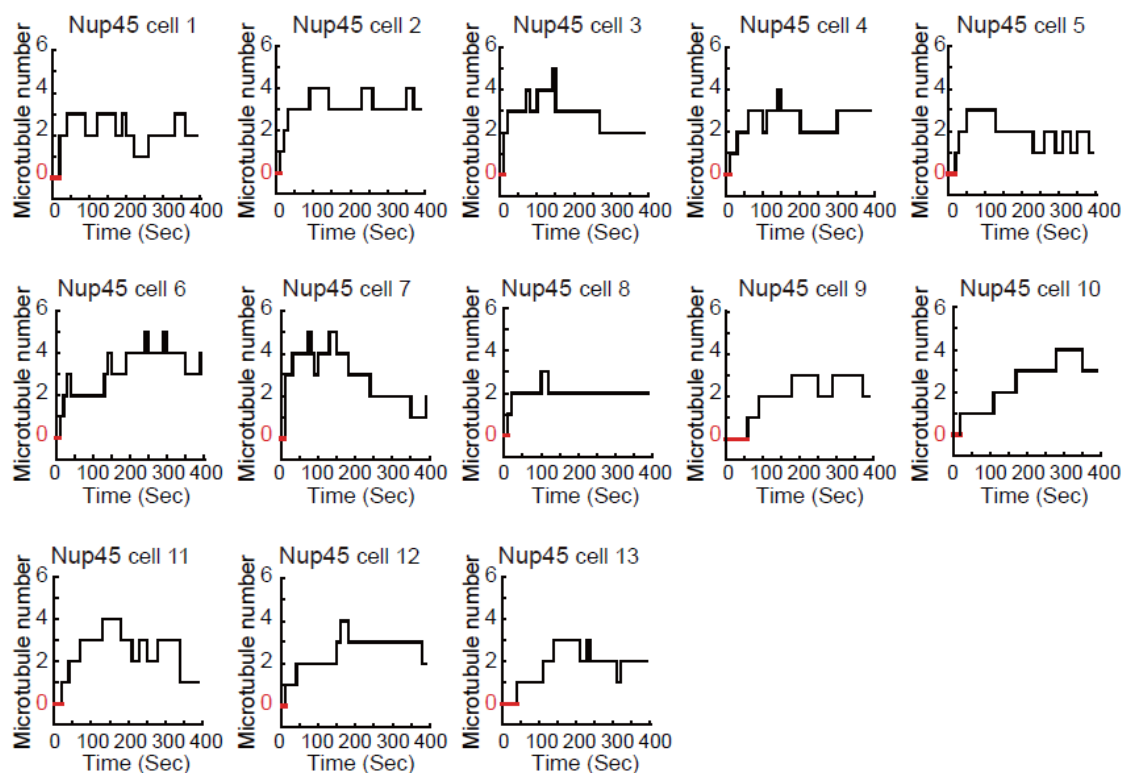 Nup45 cell 1
Microtubule number
6
4
2
0
0 100 200 300 400
Time (Sec)
Nup45 cell 2
Microtubule number
6
4
2
0
0 100 200 300 400
Time (Sec)
Nup45 cell 3
Microtubule number
6
4
2
0
0 100 200 300 400
Time (Sec)
Nup45 cell 4
Microtubule number
6
4
2
0
0 100 200 300 400
Time (Sec)
Nup45 cell 5
Microtubule number
6
4
2
0
0 100 200 300 400
Time (Sec)
Nup45 cell 6
Microtubule number
6
4
2
0
0 100 200 300 400
Time (Sec)
Nup45 cell 7
Microtubule number
6
4
2
0
0 100 200 300 400
Time (Sec)
Nup45 cell 8
Microtubule number
6
4
2
0
0 100 200 300 400
Time (Sec)
Nup45 cell 9
Microtubule number
6
4
2
0
0 100 200 300 400
Time (Sec)
Nup45 cell 10
Microtubule number
6
4
2
0
0 100 200 300 400
Time (Sec)
Nup45 cell 11
Microtubule number
6
4
2
0
0 100 200 300 400
Time (Sec)
Nup45 cell 12
Microtubule number
6
4
2
0
0 100 200 300 400
Time (Sec)
Nup45 cell 13
Microtubule number
6
4
2
0
0 100 200 300 400
Time (Sec)